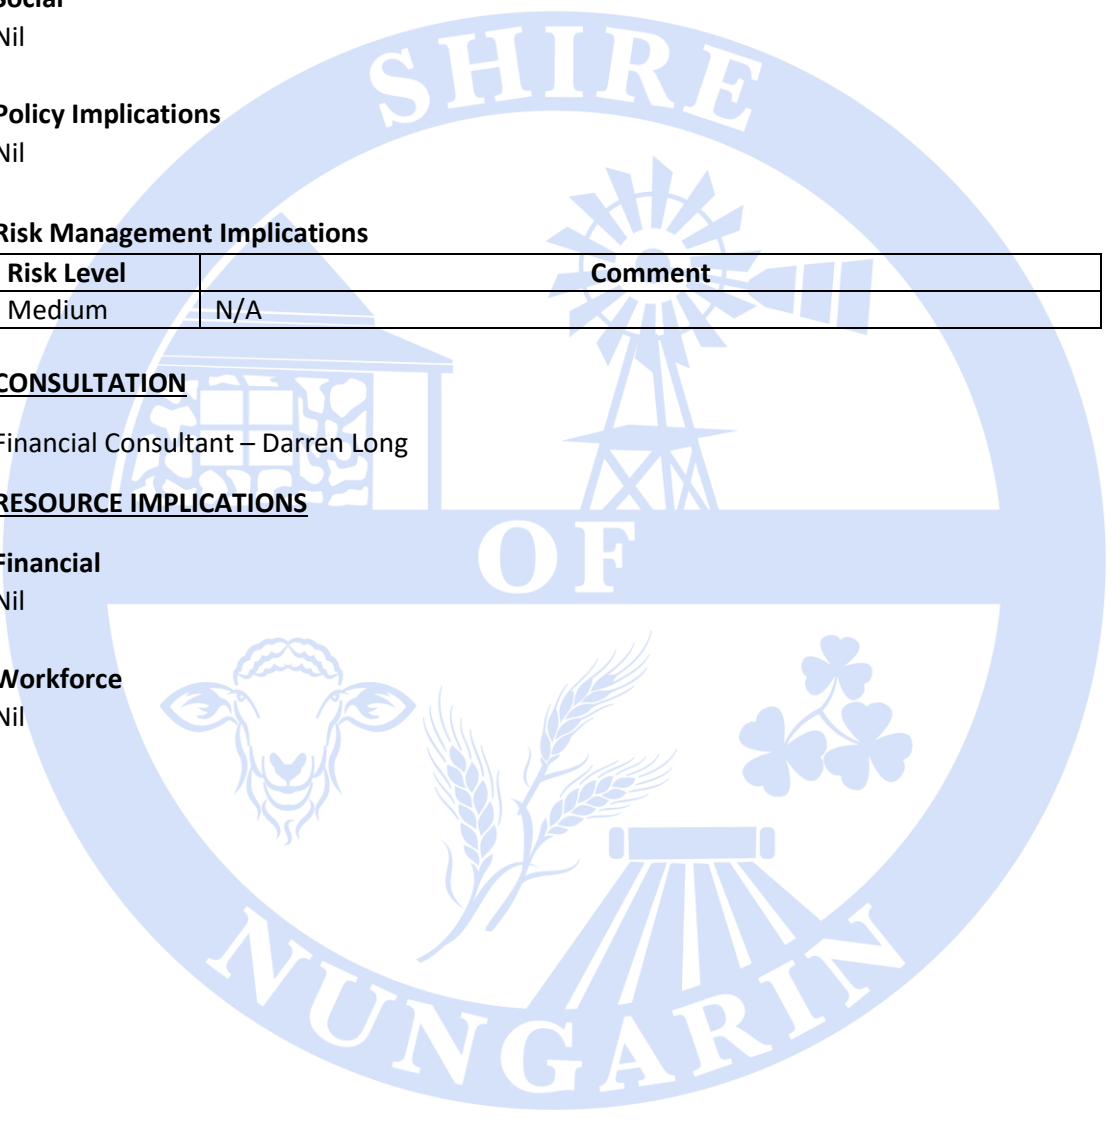 Social
Nil
Policy Implications
Nil
Risk Management Implications
Risk Level Comment
Medium N/A
CONSULTATION
Financial Consultant – Darren Long
RESOURCE IMPLICATIONS
Financial
Nil
Workforce
Nil
SHIRE
OF
NUNGARIN